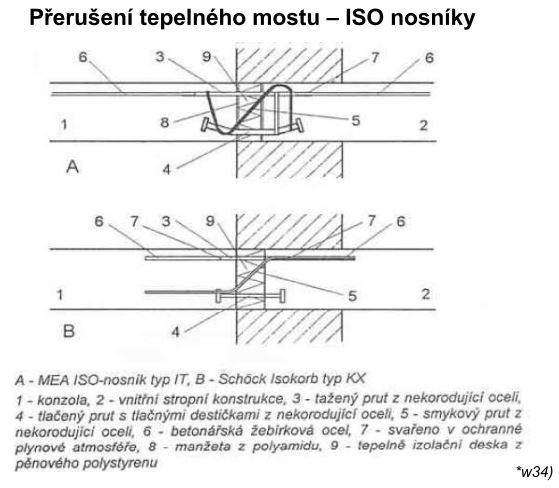 Přerušení tepelného mostu – ISO nosníky
6 3 9 7 6
1 8 5 2
A 4
6 7 3 9 7 6
1 5 2
B 4
A - MEA ISO-nosník typ IT, B - Schöck Isokorb typ KX
1 - konzola, 2 - vnitřní stropní konstrukce, 3 - tažený prut z nekorodující oceli,
4 - tlačený prut s tlačnými destičkami z nekorodující oceli, 5 - smykový prut z
nekorodující oceli, 6 - betonářská žebírková ocel, 7 - svařeno v ochranné
plynové atmosféře, 8 - manžeta z polyamidu, 9 - tepelně izolační deska z
pěnového polystyrenu
*w34)